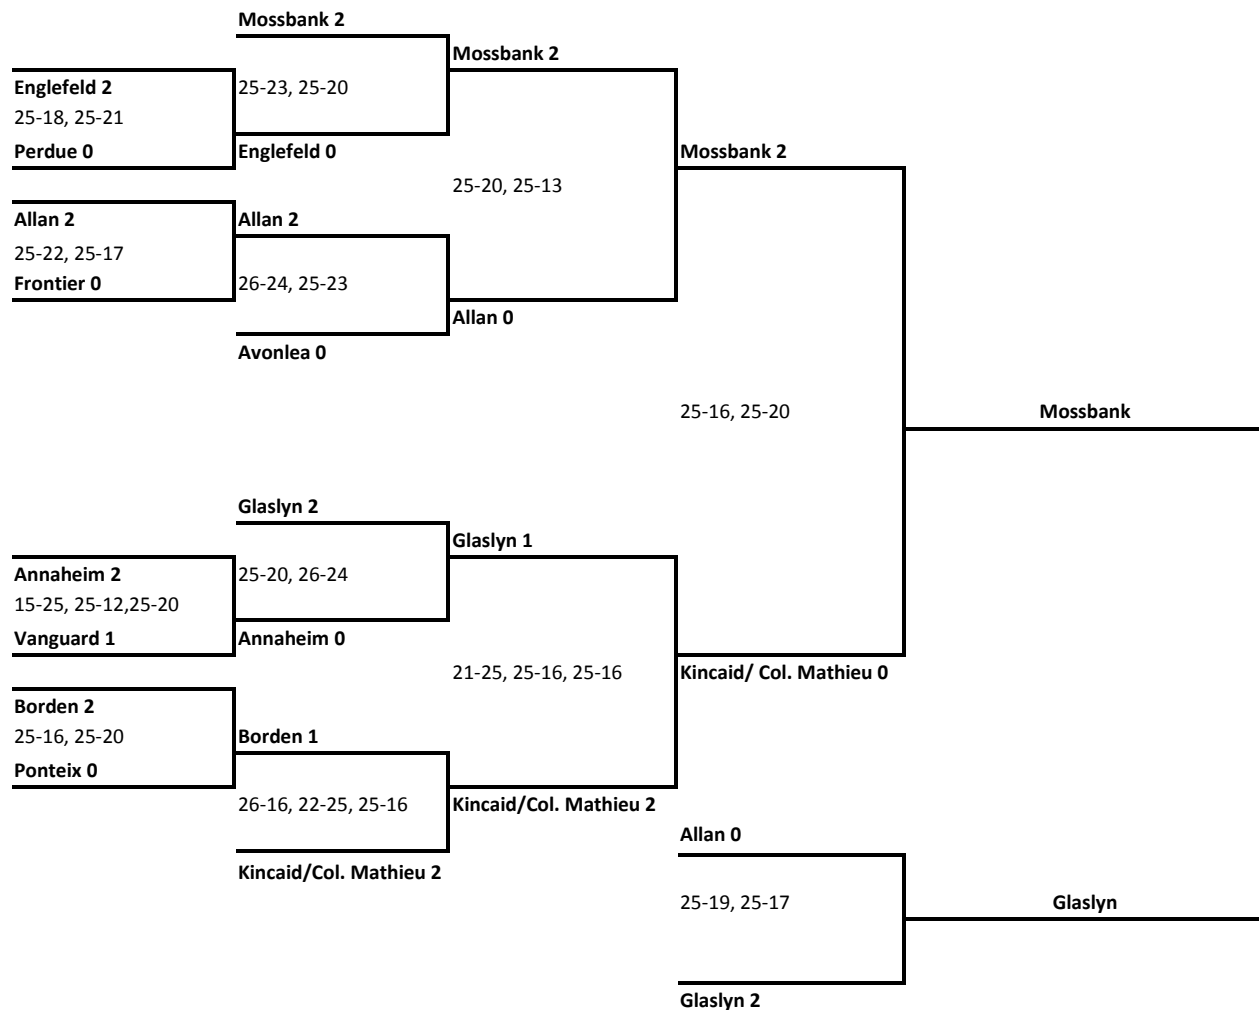 Mossbank 2
Mossbank 2
Englefeld 2
25-23, 25-20
25-18, 25-21
Perdue 0
Englefeld 0
Mossbank 2
25-20, 25-13
Allan 2
Allan 2
25-22, 25-17
Frontier 0
26-24, 25-23
Allan 0
Avonlea 0
25-16, 25-20
Mossbank
Glaslyn 2
Glaslyn 1
Annaheim 2
25-20, 26-24
15-25, 25-12,25-20
Vanguard 1
Annaheim 0
21-25, 25-16, 25-16
Kincaid/ Col. Mathieu 0
Borden 2
25-16, 25-20
Borden 1
Ponteix 0
26-16, 22-25, 25-16
Kincaid/Col. Mathieu 2
Allan 0
Kincaid/Col. Mathieu 2
25-19, 25-17
Glaslyn
Glaslyn 2